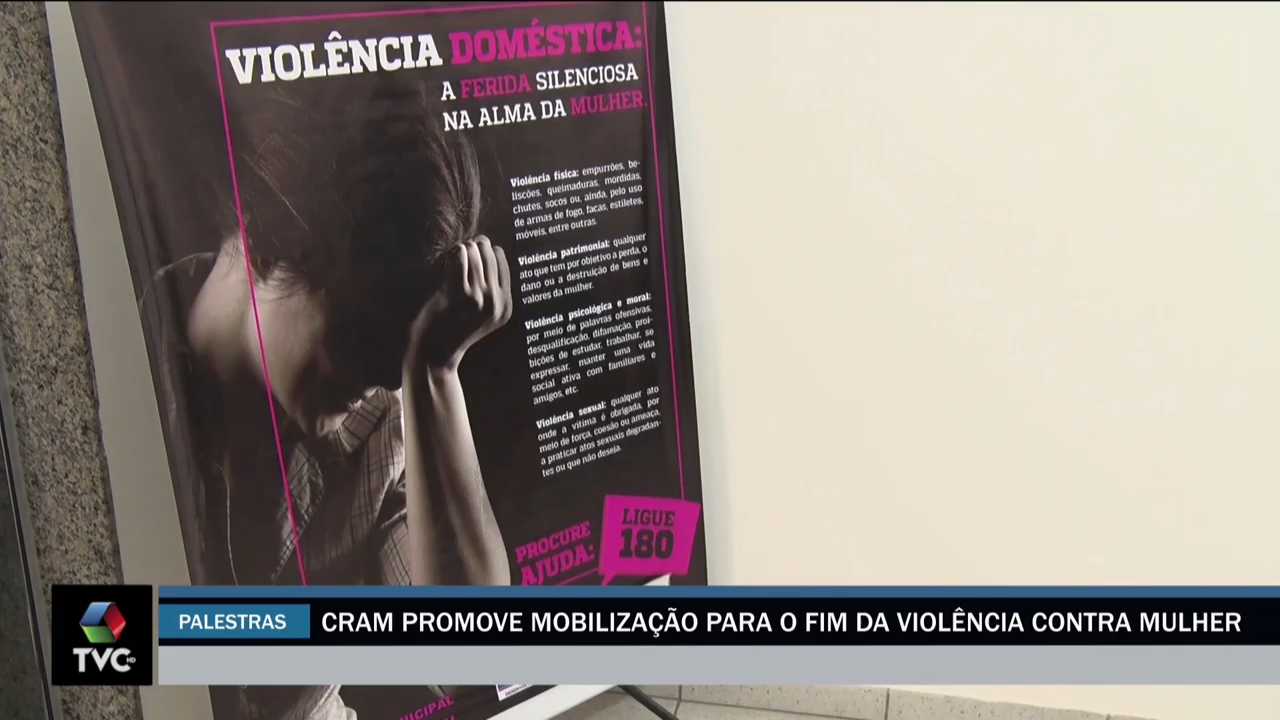 VIOLÊNCIA DOMÉSTICA:
A FERIDA SILENCIOSA
NA ALMA DA MULHER.
Violência física: empurrões, be-
liscões, queimaduras, mordidas,
chutes, socos ou, ainda, pelo uso
de armas de fogo, facas, estiletes,
móveis, entre outras.
Violência patrimonial: qualquer
ato que tem por objetivo a perda, o
dano ou a destruição de bens e
valores da mulher.
Violência psicológica e moral:
por meio de palavras ofensivas,
desqualificação, difamação, proi-
bições de estudar, trabalhar, se
expressar, manter uma vida
social ativa com familiares e
amigos, etc.
Violência sexual: qualquer ato
onde a vítima é obrigada, por
meio de força, coesão ou ameaça,
a praticar atos sexuais degradan-
tes ou que não deseja.
PROCURE
AJUDA:
LIGUE
180
PALESTRAS
CRAM PROMOVE MOBILIZAÇÃO PARA O FIM DA VIOLÊNCIA CONTRA MULHER
TVC HD